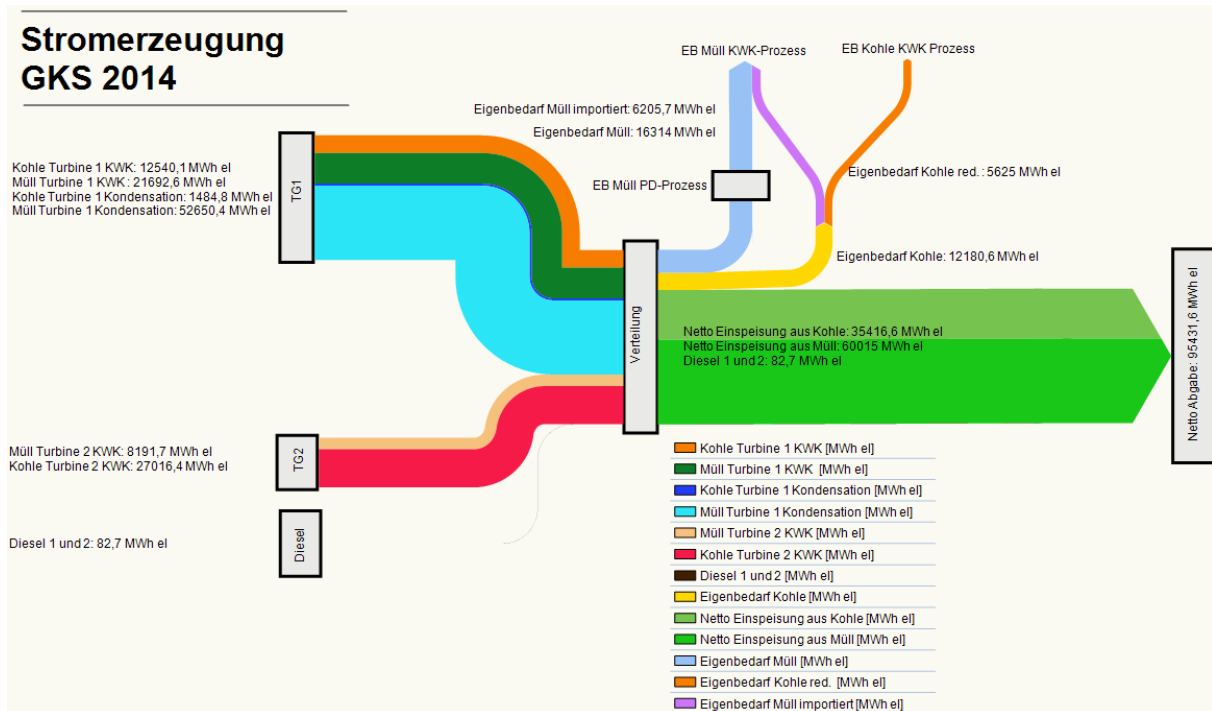 Stromerzeugung
GKS 2014
EB Müll KWK-Prozess
EB Kohle KWK Prozess
Eigenbedarf Müll importiert: 6205,7 MWh el
Eigenbedarf Müll: 16314 MWh el
EB Müll PD-Prozess
Eigenbedarf Kohle red.: 5625 MWh el
Eigenbedarf Kohle: 12180,6 MWh el
Kohle Turbine 1 KWK: 12540,1 MWh el
Müll Turbine 1 KWK : 21692,6 MWh el
Kohle Turbine 1 Kondensation: 1484,8 MWh el
Müll Turbine 1 Kondensation: 52650,4 MWh el
TG1
Verteilung
Netto Einspeisung aus Kohle: 35416,6 MWh el
Netto Einspeisung aus Müll: 60015 MWh el
Diesel 1 und 2: 82,7 MWh el
Netto Abgabe: 95431,6 MWh el
Müll Turbine 2 KWK: 8191,7 MWh el
Kohle Turbine 2 KWK: 27016,4 MWh el
TG2
Diesel 1 und 2: 82,7 MWh el
Diesel
Kohle Turbine 1 KWK [MWh el]
Müll Turbine 1 KWK [MWh el]
Kohle Turbine 1 Kondensation [MWh el]
Müll Turbine 1 Kondensation [MWh el]
Müll Turbine 2 KWK [MWh el]
Kohle Turbine 2 KWK [MWh el]
Diesel 1 und 2 [MWh el]
Eigenbedarf Kohle [MWh el]
Netto Einspeisung aus Kohle [MWh el]
Netto Einspeisung aus Müll [MWh el]
Eigenbedarf Müll [MWh el]
Eigenbedarf Kohle red. [MWh el]
Eigenbedarf Müll importiert [MWh el]